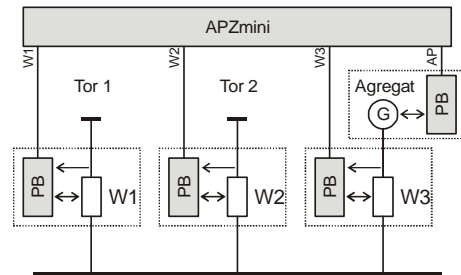 APZmini
W1
W2
W3
AP
Tor 1
Tor 2
Agregat
G
PB
PB
W1
PB
W2
PB
W3